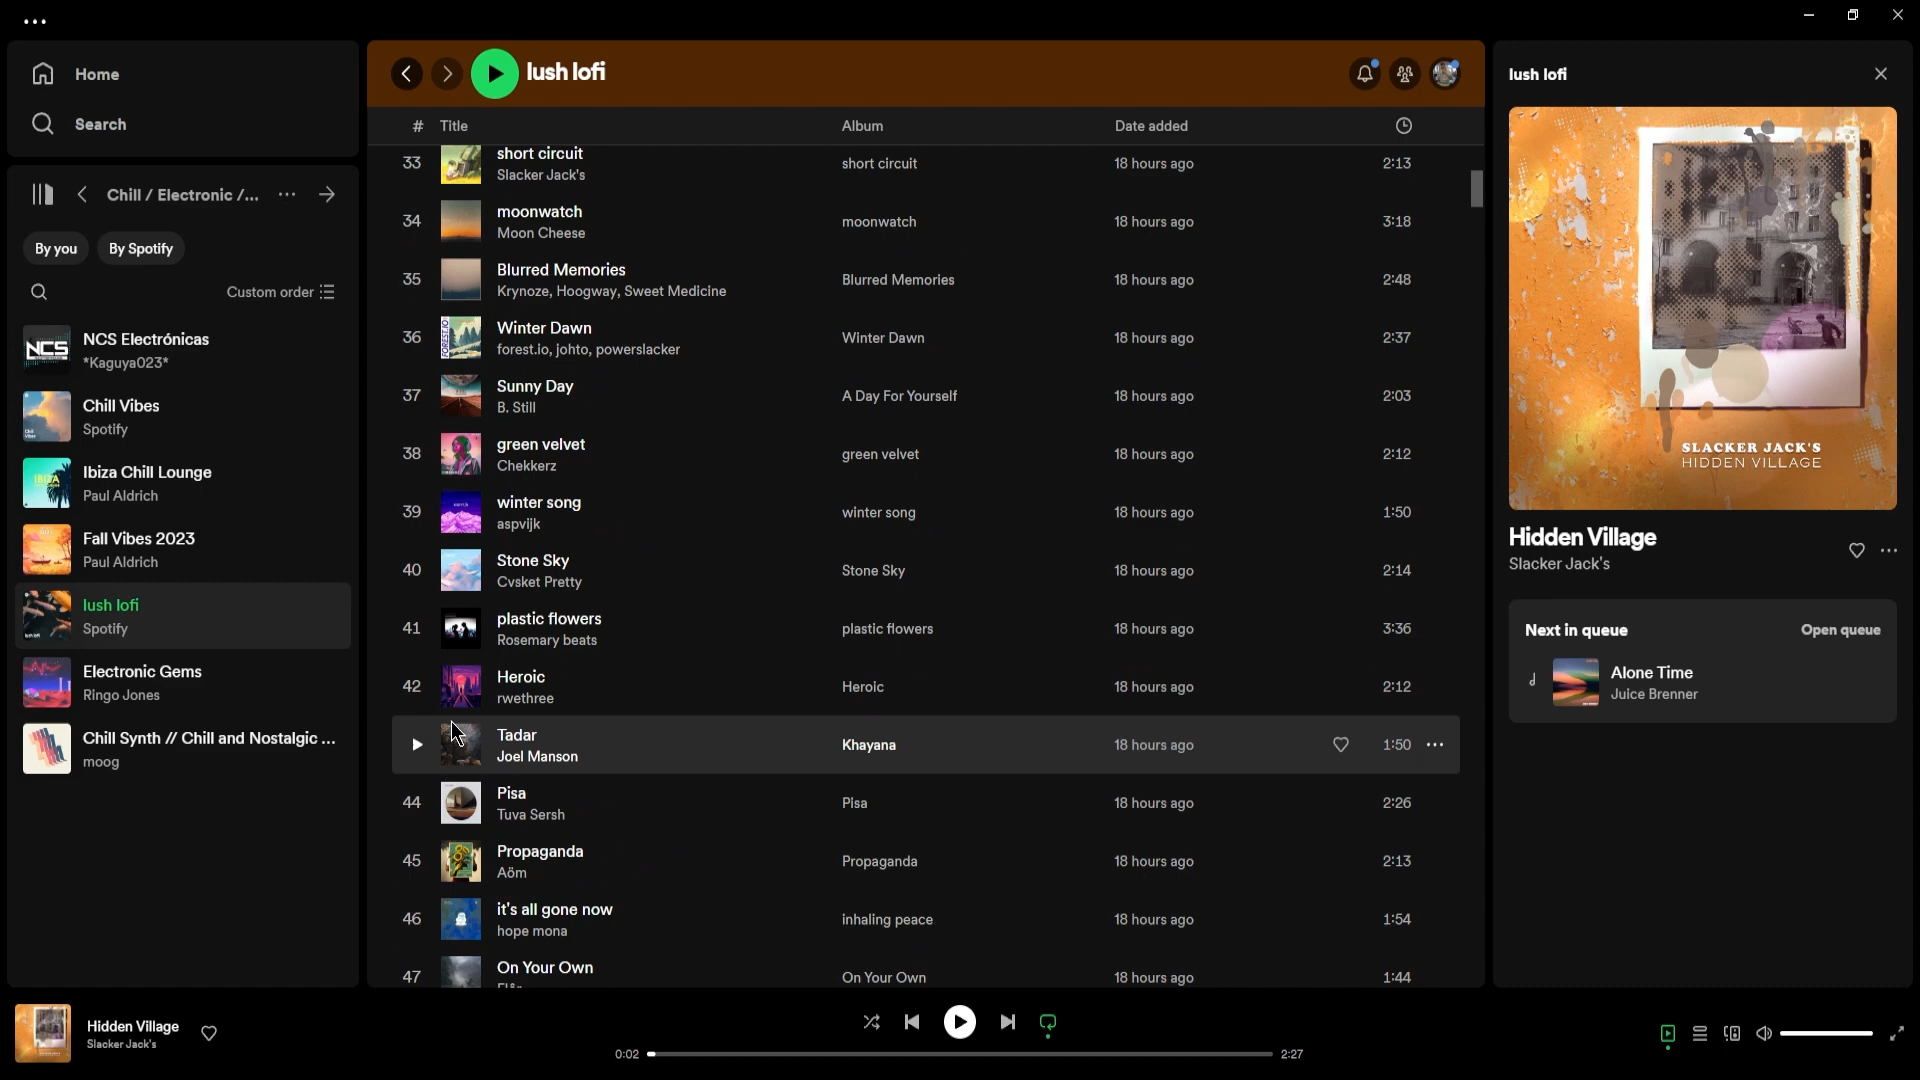 Home
Search
Chill / Electronic /...
By you
By Spotify
Custom order
NCS Electrónicas
*Kaguya023*
Chill Vibes
Spotify
Ibiza Chill Lounge
Paul Aldrich
Fall Vibes 2023
Paul Aldrich
lush lofi
Spotify
Electronic Gems
Ringo Jones
Chill Synth // Chill and Nostalgic ...
moog
lush lofi
# Title Album Date added
33 short circuit short circuit 18 hours ago 2:13
Slacker Jack's
34 moonwatch moonwatch 18 hours ago 3:18
Moon Cheese
35 Blurred Memories Blurred Memories 18 hours ago 2:48
Krynoze, Hoogway, Sweet Medicine
36 Winter Dawn Winter Dawn 18 hours ago 2:37
forest.io, johto, powerslacker
37 Sunny Day A Day For Yourself 18 hours ago 2:03
B. Still
38 green velvet green velvet 18 hours ago 2:12
Chekkerz
39 winter song winter song 18 hours ago 1:50
aspvijk
40 Stone Sky Stone Sky 18 hours ago 2:14
Cvsket Pretty
41 plastic flowers plastic flowers 18 hours ago 3:36
Rosemary beats
42 Heroic Heroic 18 hours ago 2:12
rwethree
Tadar Khayana 18 hours ago 1:50
Joel Manson
44 Pisa Pisa 18 hours ago 2:26
Tuva Sersh
45 Propaganda Propaganda 18 hours ago 2:13
Aöm
46 it's all gone now inhaling peace 18 hours ago 1:54
hope mona
47 On Your Own On Your Own 18 hours ago 1:44
lush lofi
SLACKER JACK'S
HIDDEN VILLAGE
Hidden Village
Slacker Jack's
Next in queue Open queue
Alone Time
Juice Brenner
Hidden Village
Slacker Jack's
0:02 2:27